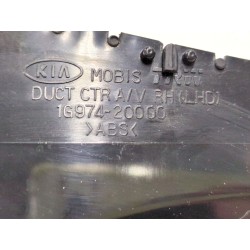 KIA MOBIS
DUCT CTR A/V RH (LHD)
1G974-20000
>ABS<